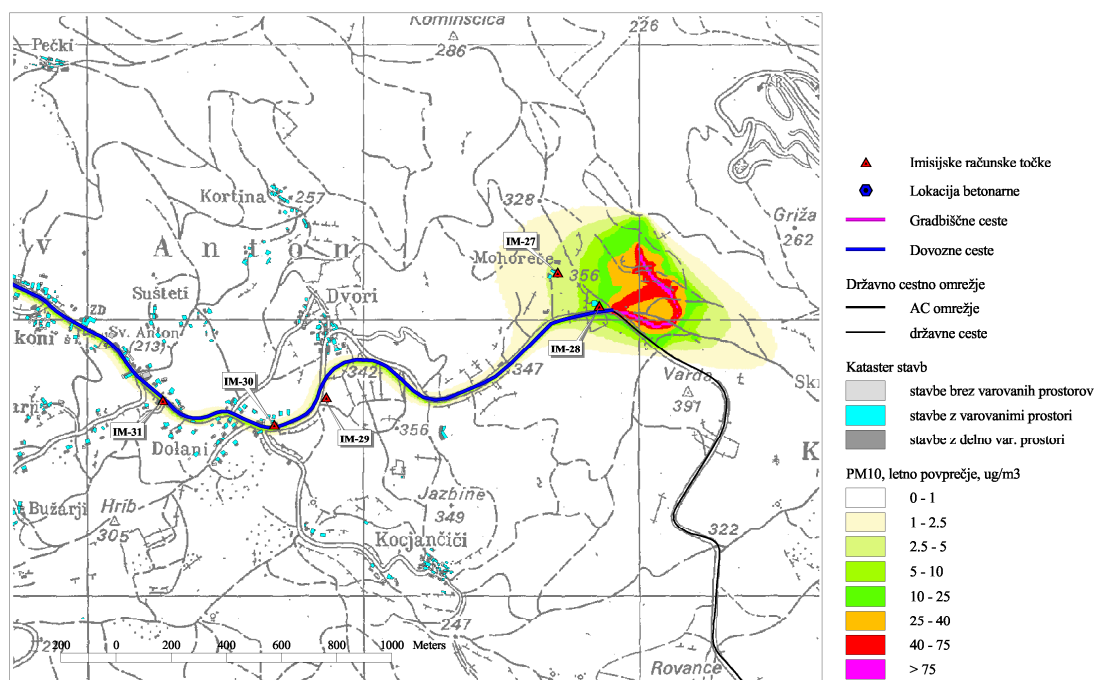 Kominščica
286
226
Pečki
Kortina
257
328
Griža
262
V Anton
IM-27
Mohoreče
356
Sušteti
Dvori
ZD
koni
Sv. Anton
(213)
IM-28
347
Varda
391
IM-30
342
IM-31
IM-29
356
Dolani
K
Bužarji
Hrib
305
Jazbine
349
Kocjančiči
322
247
Rovance
200 0 200 400 600 800 1000 Meters
Imisijske računske točke
Lokacija betonarne
Gradbiščne ceste
Dovozne ceste
Državno cestno omrežje
AC omrežje
državne ceste
Kataster stavb
stavbe brez varovanih prostorov
stavbe z varovanimi prostori
stavbe z delno var. prostori
PM10, letno povprečje, ug/m3
0 - 1
1 - 2.5
2.5 - 5
5 - 10
10 - 25
25 - 40
40 - 75
> 75